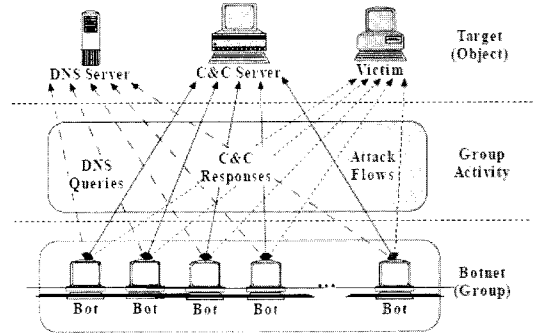 DNS Server
C&C Server
Victim
Target
(Object)
DNS
Queries
C&C
Responses
Attack
Flows
Group
Activity
...
Botnet
(Group)
Bot
Bot
Bot
Bot
Bot